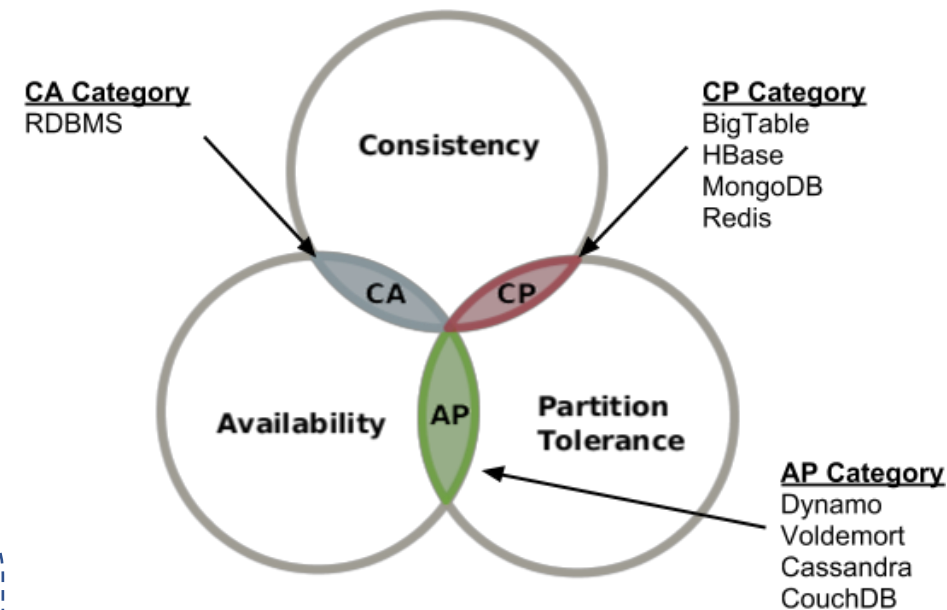 CA Category
RDBMS
CP Category
BigTable
HBase
MongoDB
Redis
Consistency
CA
CP
Availability
AP
Partition
Tolerance
AP Category
Dynamo
Voldemort
Cassandra
CouchDB